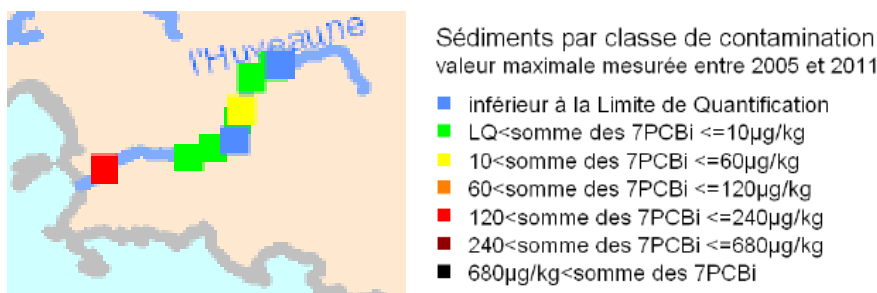 l'Huveaune
Sédiments par classe de contamination
valeur maximale mesurée entre 2005 et 2011
inférieur à la Limite de Quantification
LQ<somme des 7PCBi <=10µg/kg
10<somme des 7PCBi <=60µg/kg
60<somme des 7PCBi <=120µg/kg
120<somme des 7PCBi <=240µg/kg
240<somme des 7PCBi <=680µg/kg
680µg/kg<somme des 7PCBi